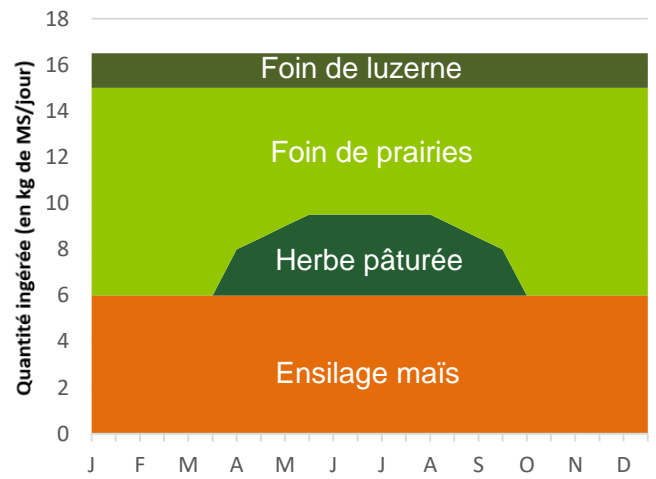 Quantité ingérée (en kg de MS/jour)
18
16
14
12
10
8
6
4
2
0
Foin de luzerne
Foin de prairies
Herbe pâturée
Ensilage maïs
J F M A M J J A S O N D